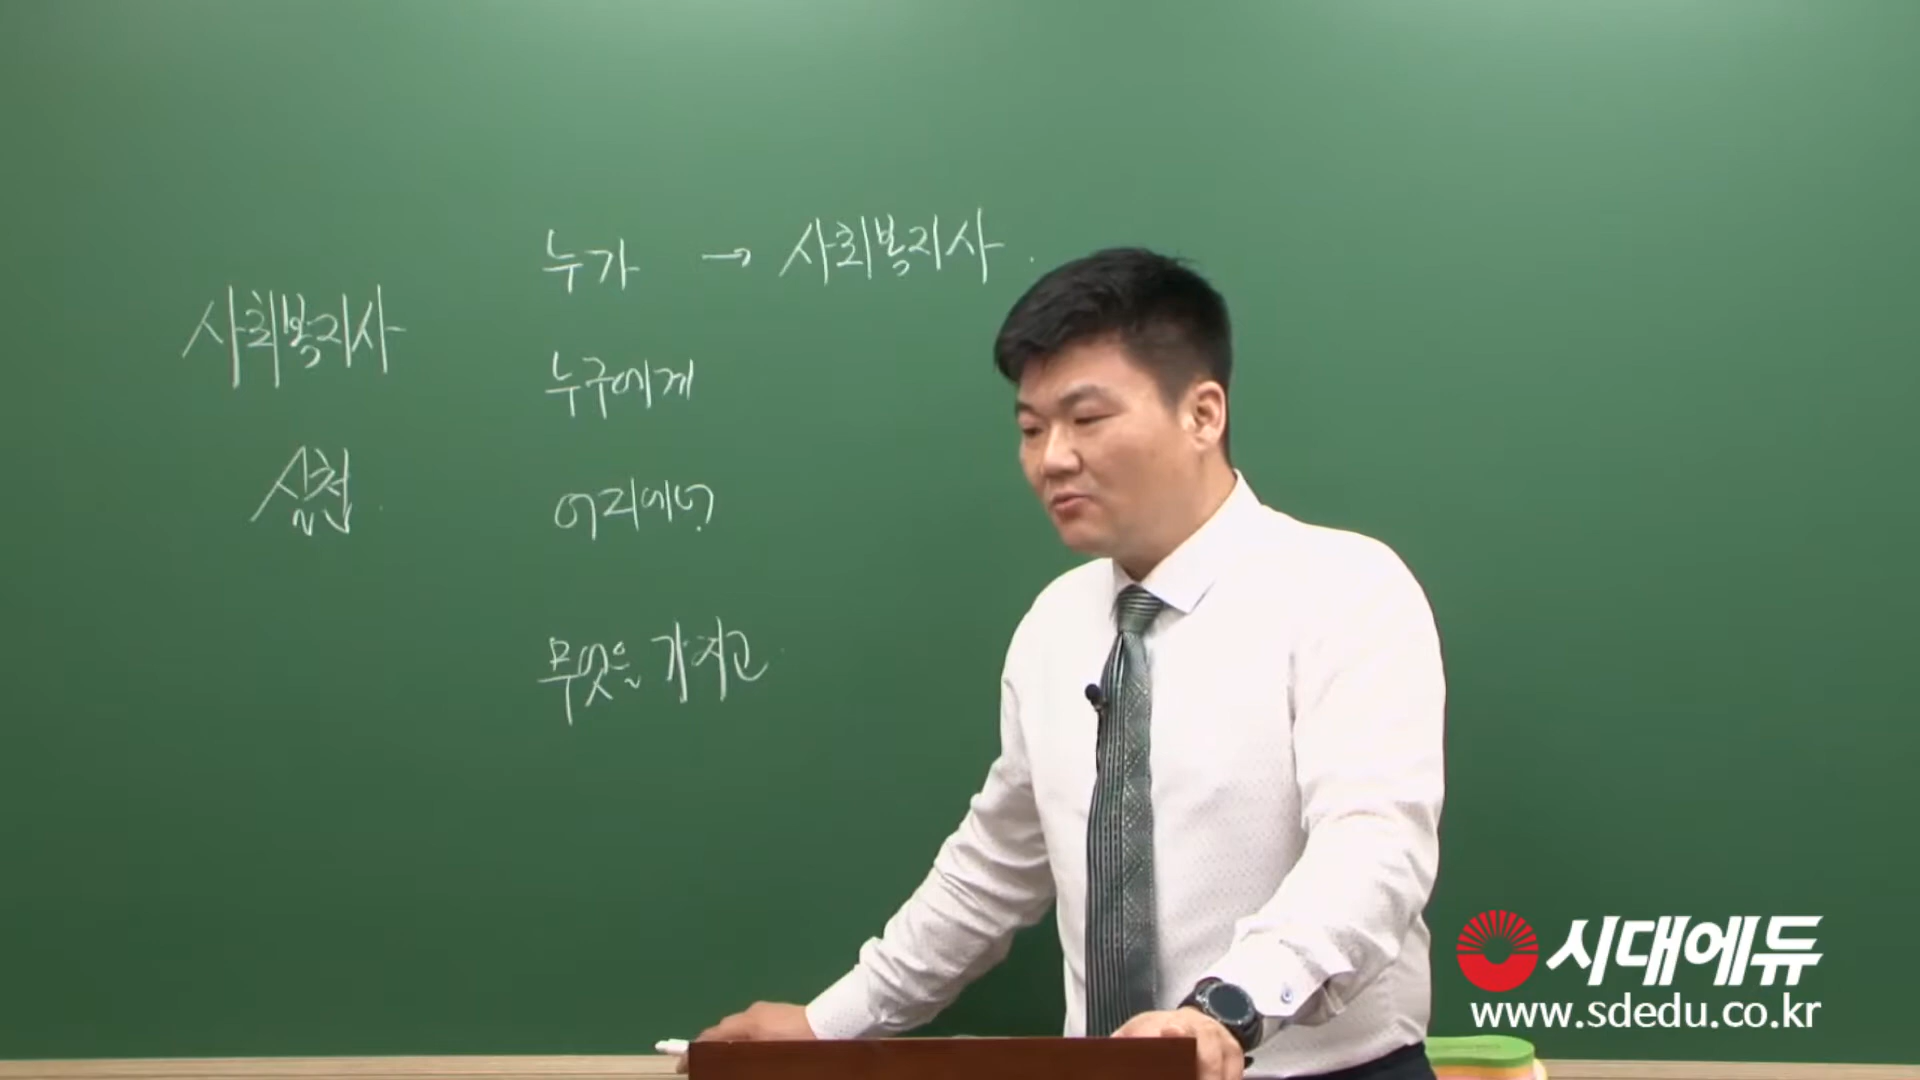 누가 → 사회복지사.
사회복지사
누구에게
실천.
어디에서?
무엇을 가지고
시대에듀
www.sdedu.co.kr